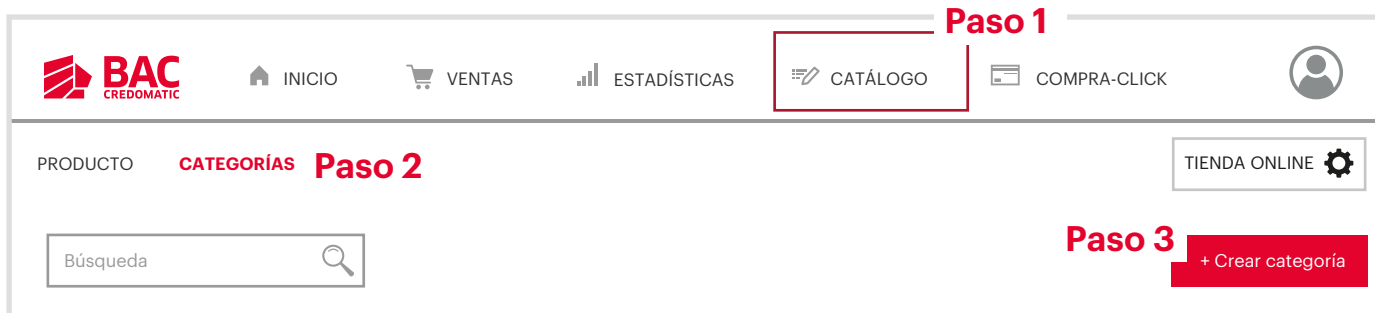 Paso 1
BAC
CREDOMATIC
INICIO
VENTAS
ESTADÍSTICAS
CATÁLOGO
COMPRA-CLICK
PRODUCTO
CATEGORÍAS
Paso 2
TIENDA ONLINE
Búsqueda
Paso 3
+ Crear categoría